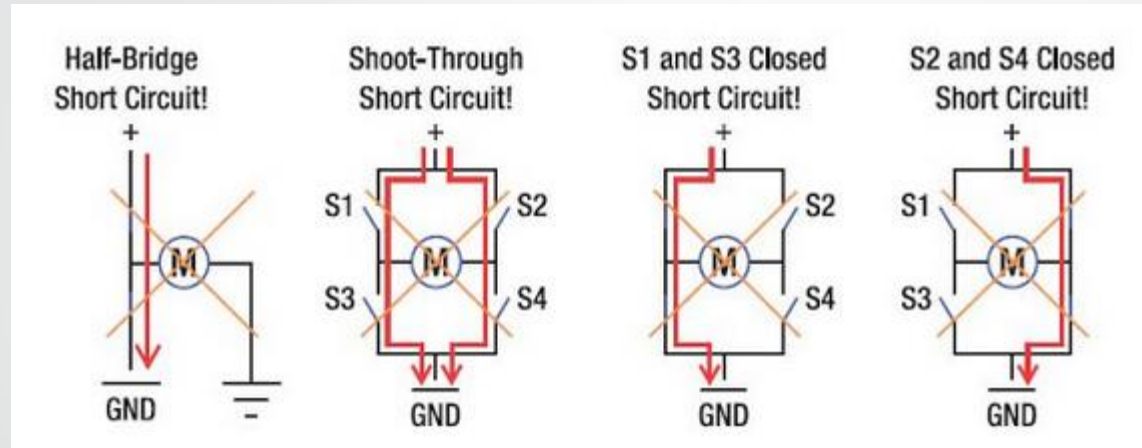 Half-Bridge
Short Circuit!
+
M
GND
-
Shoot-Through
Short Circuit!
+
S1
S2
M
S3
S4
GND
S1 and S3 Closed
Short Circuit!
+
S2
M
S4
GND
S2 and S4 Closed
Short Circuit!
+
S1
M
S3
GND